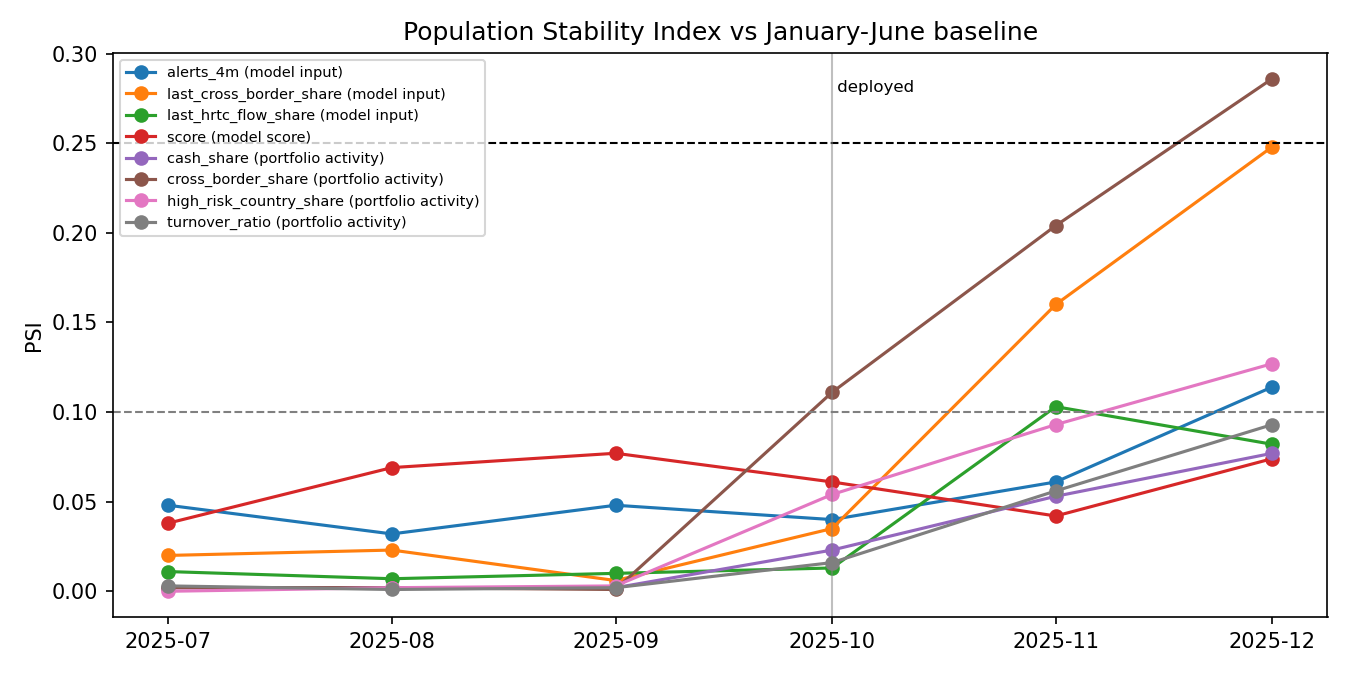 Population Stability Index vs January-June baseline
0.30
0.25
0.20
0.15
0.10
0.05
0.00
PSI
alerts_4m (model input)
last_cross_border_share (model input)
last_hrtc_flow_share (model input)
score (model score)
cash_share (portfolio activity)
cross_border_share (portfolio activity)
high_risk_country_share (portfolio activity)
turnover_ratio (portfolio activity)
deployed
2025-07
2025-08
2025-09
2025-10
2025-11
2025-12